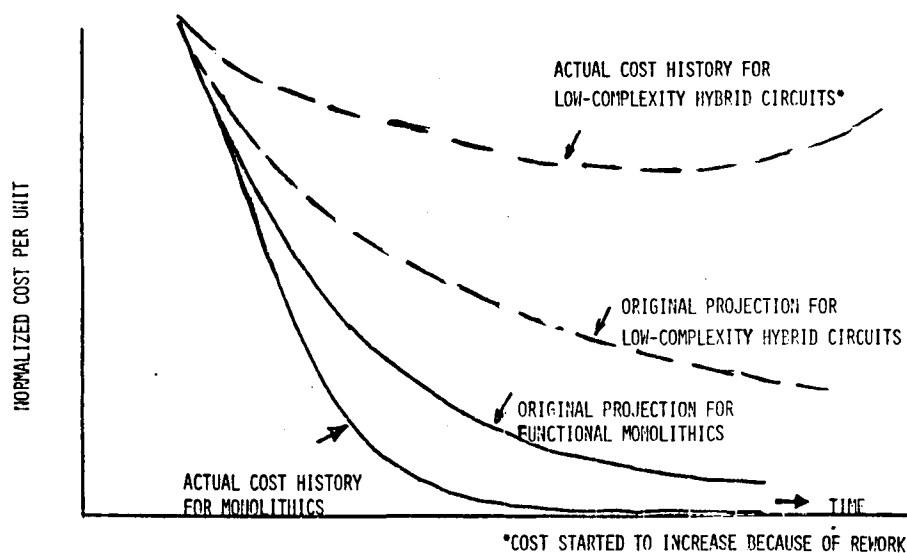 ACTUAL COST HISTORY FOR
LOW-COMPLEXITY HYBRID CIRCUITS*
NORMALIZED COST PER UNIT
ORIGINAL PROJECTION FOR
LOW-COMPLEXITY HYBRID CIRCUITS
ORIGINAL PROJECTION FOR
FUNCTIONAL MONOLITHICS
ACTUAL COST HISTORY
FOR MONOLITHICS
TIME
*COST STARTED TO INCREASE BECAUSE OF REWORK